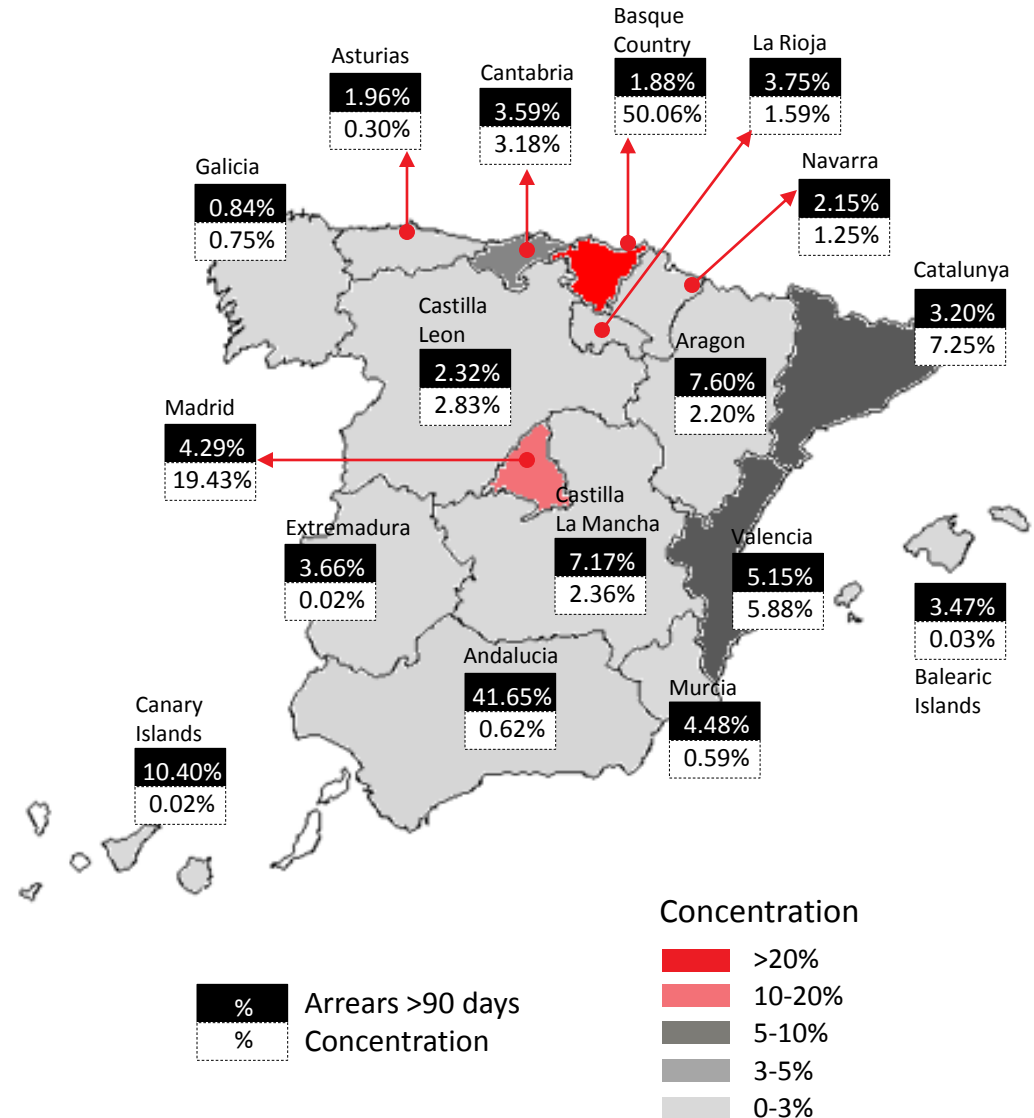 Basque
Country
1.88%
50.06%
La Rioja
3.75%
1.59%
Asturias
1.96%
0.30%
Cantabria
3.59%
3.18%
Navarra
2.15%
1.25%
Galicia
0.84%
0.75%
Catalunya
3.20%
7.25%
Castilla
Leon
2.32%
2.83%
Aragon
7.60%
2.20%
Madrid
4.29%
19.43%
Castilla
La Mancha
7.17%
2.36%
Extremadura
3.66%
0.02%
Valencia
5.15%
5.88%
3.47%
0.03%
Balearic
Islands
Andalucia
41.65%
0.62%
Murcia
4.48%
0.59%
Canary
Islands
10.40%
0.02%
% Arrears >90 days
% Concentration
Concentration
>20%
10-20%
5-10%
3-5%
0-3%